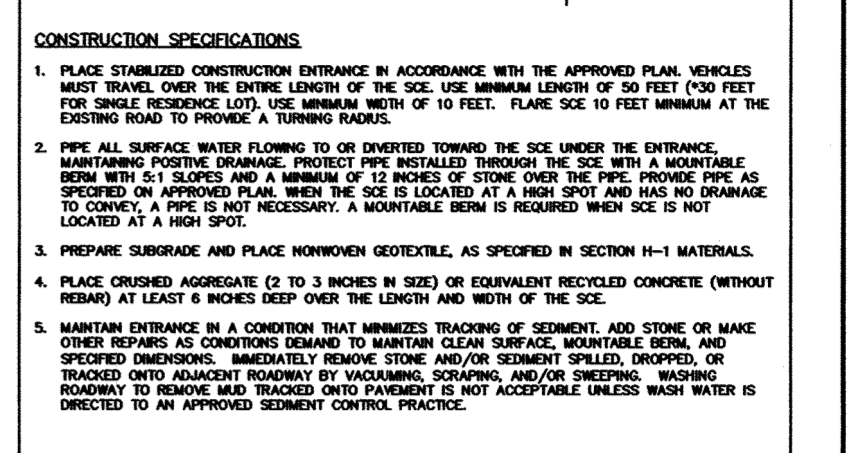 CONSTRUCTION SPECIFICATIONS
1. PLACE STABILIZED CONSTRUCTION ENTRANCE IN ACCORDANCE WITH THE APPROVED PLAN. VEHICLES
MUST TRAVEL OVER THE ENTIRE LENGTH OF THE SCE. USE MINIMUM LENGTH OF 50 FEET (*30 FEET
FOR SINGLE RESIDENCE LOT). USE MINIMUM WIDTH OF 10 FEET. FLARE SCE 10 FEET MINIMUM AT THE
EXISTING ROAD TO PROVIDE A TURNING RADIUS.
2. PIPE ALL SURFACE WATER FLOWING TO OR DIVERTED TOWARD THE SCE UNDER THE ENTRANCE,
MAINTAINING POSITIVE DRAINAGE. PROTECT PIPE INSTALLED THROUGH THE SCE WITH A MOUNTABLE
BERM WITH 5:1 SLOPES AND A MINIMUM OF 12 INCHES OF STONE OVER THE PIPE. PROVIDE PIPE AS
SPECIFIED ON APPROVED PLAN. WHEN THE SCE IS LOCATED AT A HIGH SPOT AND HAS NO DRAINAGE
TO CONVEY, A PIPE IS NOT NECESSARY. A MOUNTABLE BERM IS REQUIRED WHEN SCE IS NOT
LOCATED AT A HIGH SPOT.
3. PREPARE SUBGRADE AND PLACE NONWOVEN GEOTEXTILE, AS SPECIFIED IN SECTION H-1 MATERIALS.
4. PLACE CRUSHED AGGREGATE (2 TO 3 INCHES IN SIZE) OR EQUIVALENT RECYCLED CONCRETE (WITHOUT
REBAR) AT LEAST 6 INCHES DEEP OVER THE LENGTH AND WIDTH OF THE SCE.
5. MAINTAIN ENTRANCE IN A CONDITION THAT MINIMIZES TRACKING OF SEDIMENT. ADD STONE OR MAKE
OTHER REPAIRS AS CONDITIONS DEMAND TO MAINTAIN CLEAN SURFACE, MOUNTABLE BERM, AND
SPECIFIED DIMENSIONS. IMMEDIATELY REMOVE STONE AND/OR SEDIMENT SPILLED, DROPPED, OR
TRACKED ONTO ADJACENT ROADWAY BY VACUUMING, SCRAPING, AND/OR SWEEPING. WASHING
ROADWAY TO REMOVE MUD TRACKED ONTO PAVEMENT IS NOT ACCEPTABLE UNLESS WASH WATER IS
DIRECTED TO AN APPROVED SEDIMENT CONTROL PRACTICE.